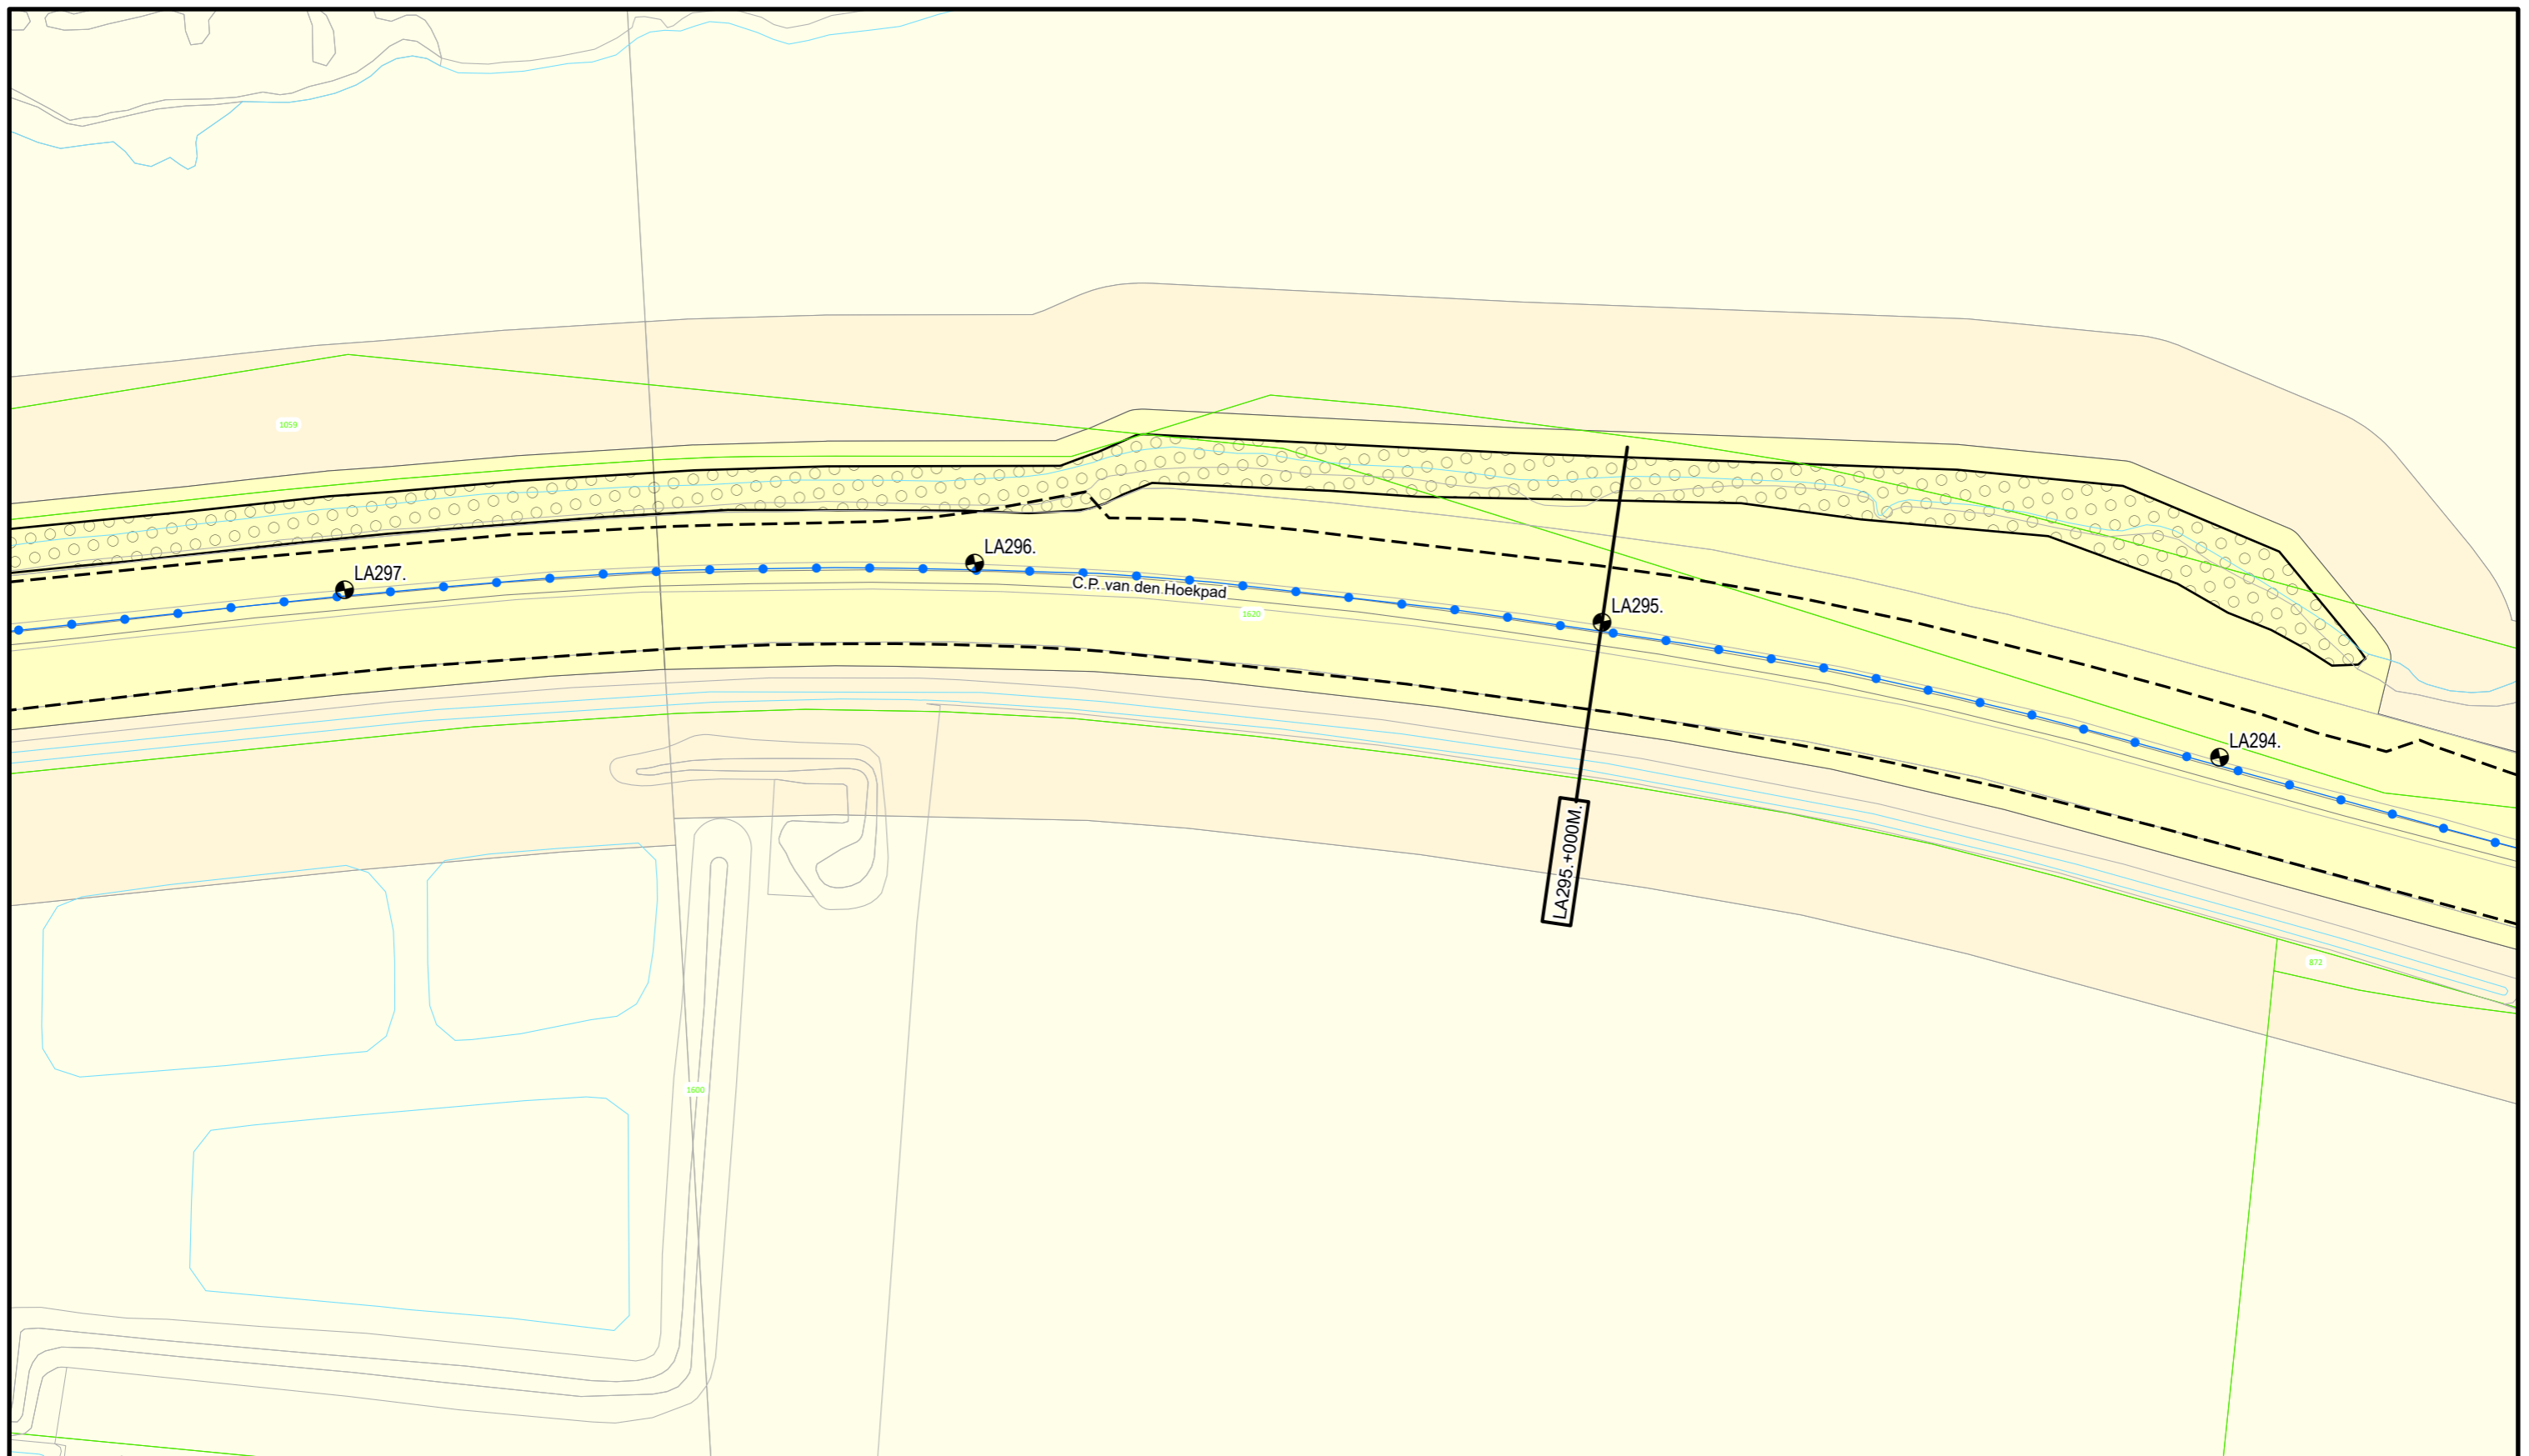 1059
LA296.
LA297.
C.P. van den Hoekpad
LA295.
1620
LA294.
LA295.+000M.
872
1600